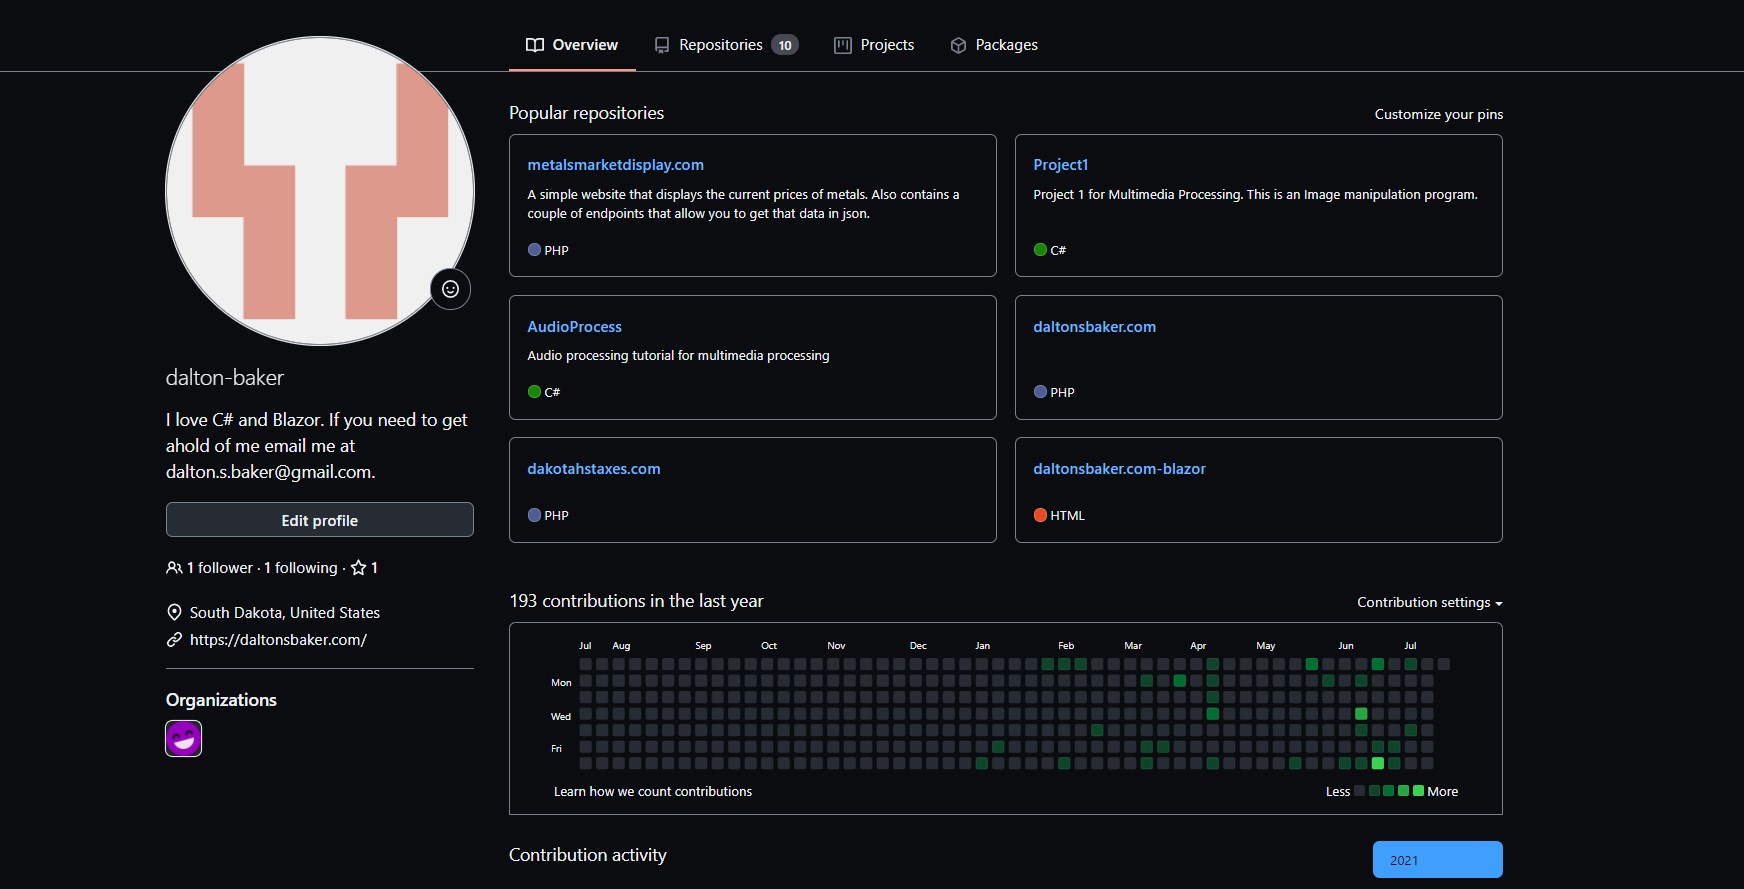 Overview Repositories 10 Projects Packages
dalton-baker
I love C# and Blazor. If you need to get
ahold of me email me at
dalton.s.baker@gmail.com.
Edit profile
1 follower · 1 following · 1
South Dakota, United States
https://daltonsbaker.com/
Organizations
Popular repositories
Customize your pins
metalsmarketdisplay.com
A simple website that displays the current prices of metals. Also contains a
couple of endpoints that allow you to get that data in json.
PHP
Project1
Project 1 for Multimedia Processing. This is an Image manipulation program.
C#
AudioProcess
Audio processing tutorial for multimedia processing
C#
daltonsbaker.com
PHP
dakotahstaxes.com
PHP
daltonsbaker.com-blazor
HTML
193 contributions in the last year
Contribution settings
Jul Aug Sep Oct Nov Dec Jan Feb Mar Apr May Jun Jul
Mon
Wed
Fri
Learn how we count contributions
Less More
Contribution activity
2021